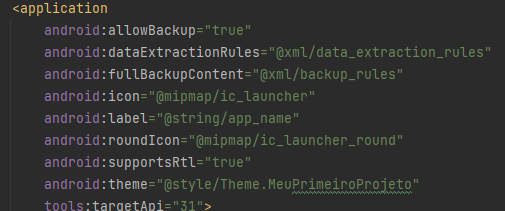 <application
android:allowBackup="true"
android:dataExtractionRules="@xml/data_extraction_rules"
android:fullBackupContent="@xml/backup_rules"
android:icon="@mipmap/ic_launcher"
android:label="@string/app_name"
android:roundIcon="@mipmap/ic_launcher_round"
android:supportsRtl="true"
android:theme="@style/Theme.MeuPrimeiroProjeto"
tools:targetApi="31">